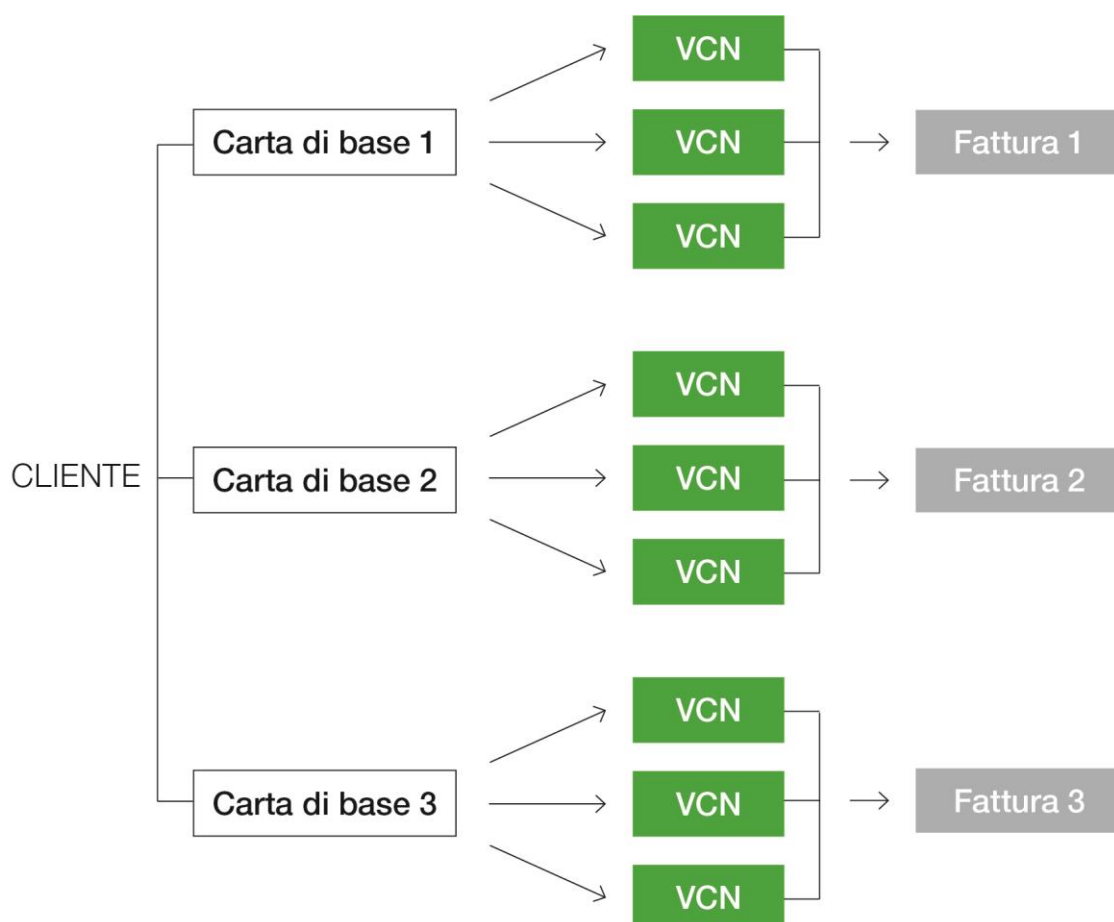 VCN
Carta di base 1
VCN
Fattura 1
VCN
VCN
CLIENTE
Carta di base 2
VCN
Fattura 2
VCN
VCN
Carta di base 3
VCN
Fattura 3
VCN